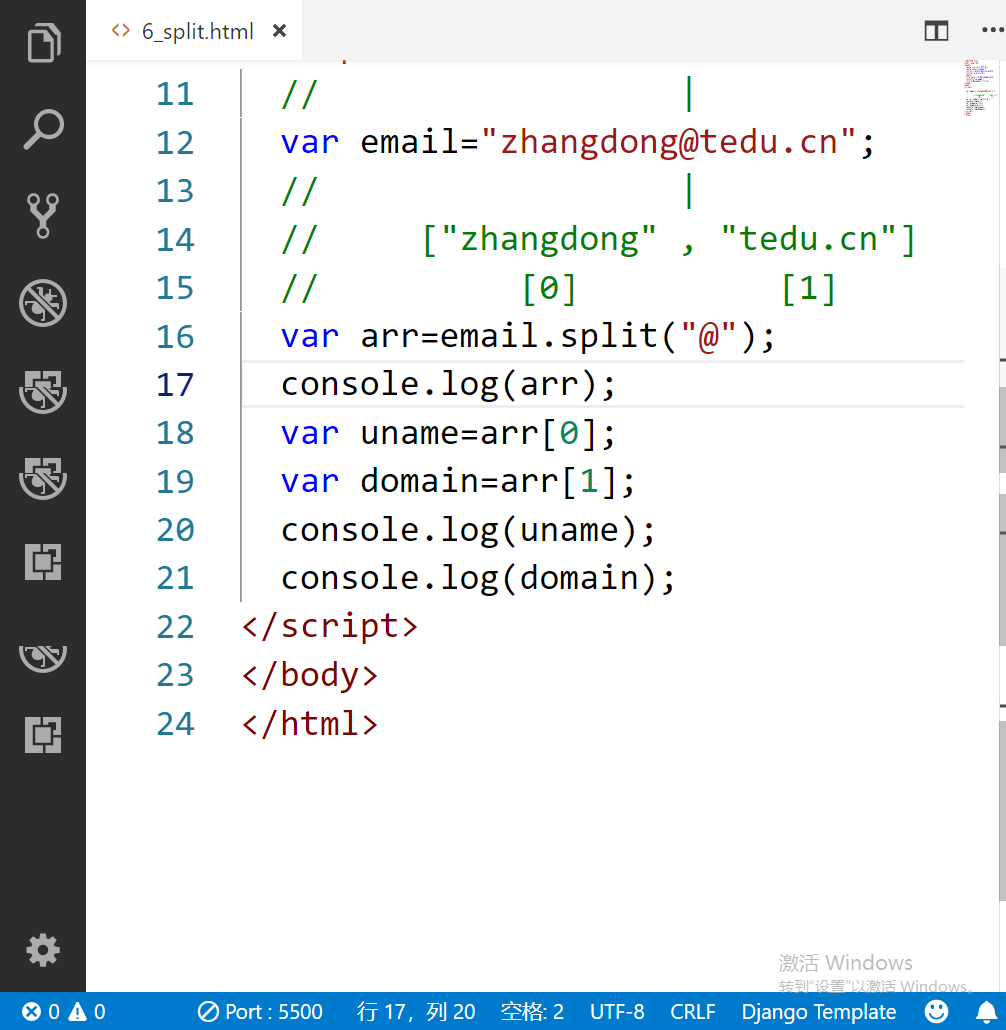 6_split.html
11 // |
12 var email="zhangdong@tedu.cn";
13 // |
14 // ["zhangdong" , "tedu.cn"]
15 // [0] [1]
16 var arr=email.split("@");
17 console.log(arr);
18 var uname=arr[0];
19 var domain=arr[1];
20 console.log(uname);
21 console.log(domain);
22 </script>
23 </body>
24 </html>
激活 Windows
转到"设置"以激活 Windows。
0 0 Port : 5500 行 17，列 20 空格: 2 UTF-8 CRLF Django Template